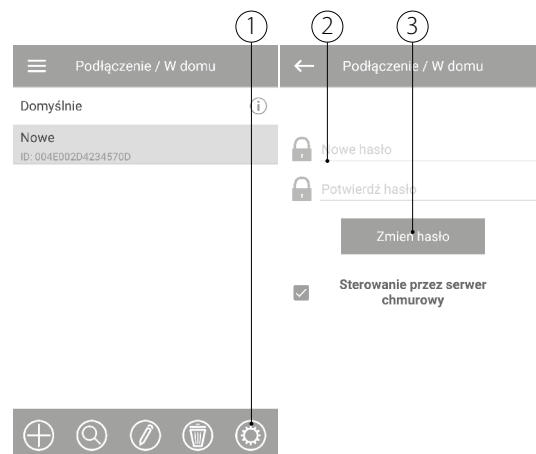 1
2
3
Podłączenie / W domu
Domyślnie
Nowe
ID: 004E002D4234570D
Podłączenie / W domu
Nowe hasło
Potwierdź hasło
Zmień hasło
Sterowanie przez serwer
chmurowy